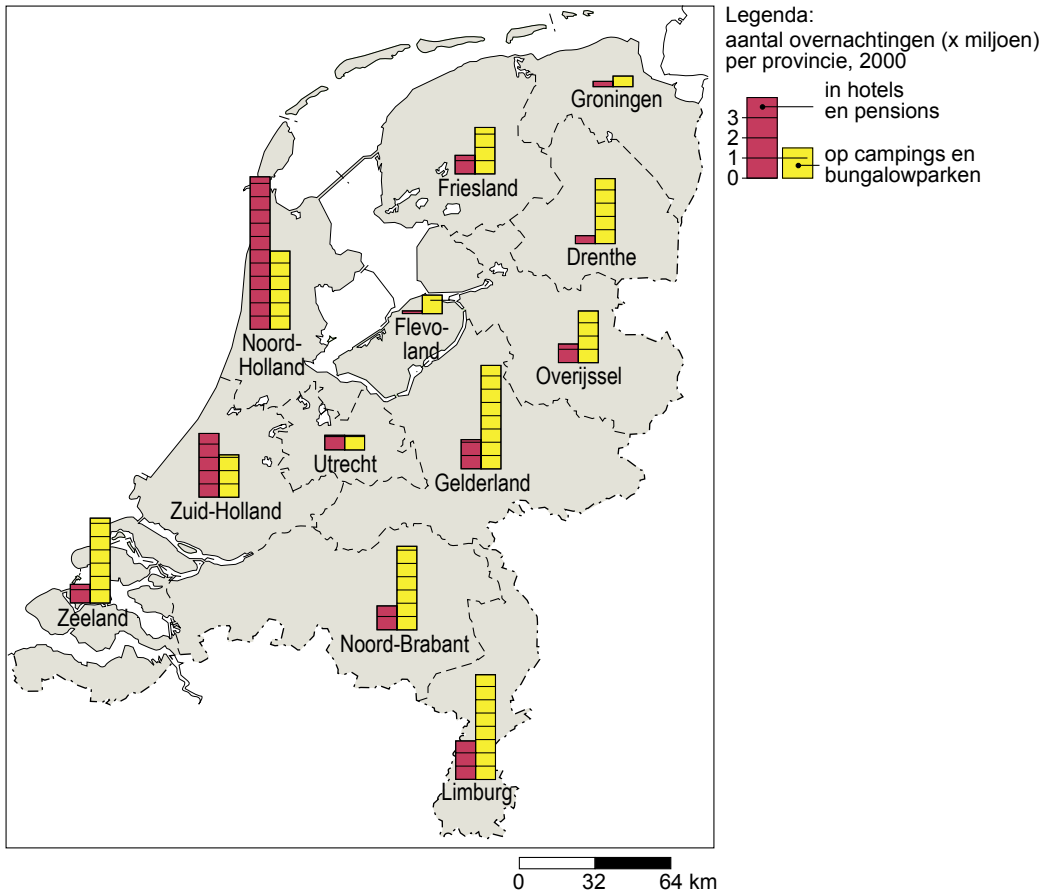 Legenda:
aantal overnachtingen (x miljoen)
per provincie, 2000
in hotels
en pensions
3
2
1
0
op campings en
bungalowparken
Groningen
Friesland
Drenthe
Noord-
Holland
Flevo-
land
Overijssel
Utrecht
Gelderland
Zuid-Holland
Zeeland
Noord-Brabant
Limburg
0 32 64 km